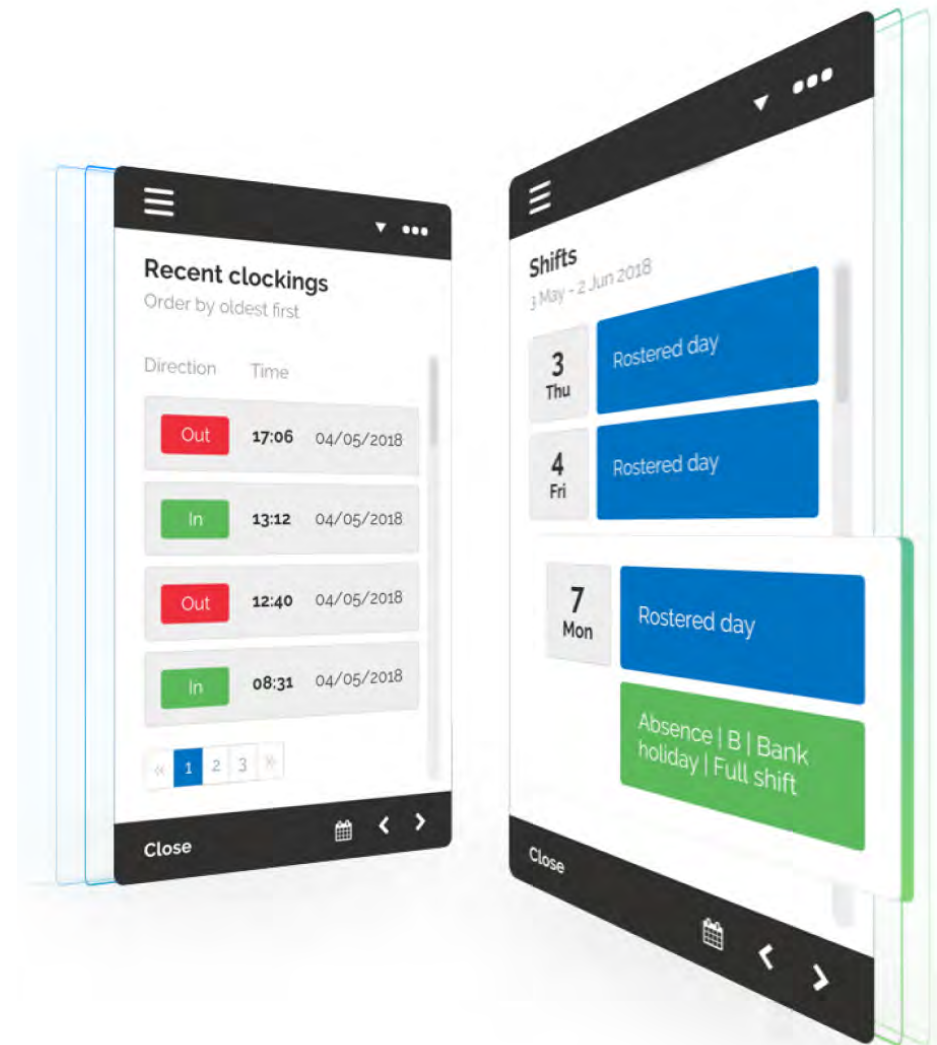 Recent clockings
Order by oldest first
Direction Time
Out 17:06 04/05/2018
In 13:12 04/05/2018
Out 12:40 04/05/2018
In 08:31 04/05/2018
« 1 2 3 »
Close
Shifts
3 May - 2 Jun 2018
3
Thu
Rostered day
4
Fri
Rostered day
7
Mon
Rostered day
Absence | B | Bank
holiday | Full shift
Close